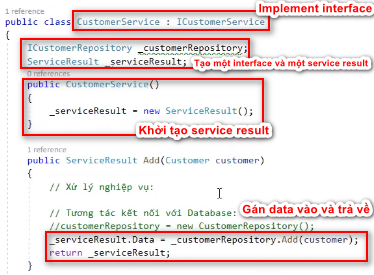 1 reference
Implement interface
public class CustomerService : ICustomerService
{
ICustomerRepository _customerRepository;
ServiceResult _serviceResult;
Tạo một interface và một service result
0 references
public CustomerService()
{
_serviceResult = new ServiceResult();
}
Khởi tạo service result
1 reference
public ServiceResult Add(Customer customer)
{
// Xử lý nghiệp vụ:
// Tương tác kết nối với Database:
Gán data vào và trả về
//customerRepository = new CustomerRepository();
_serviceResult.Data = _customerRepository.Add(customer);
return _serviceResult;
}